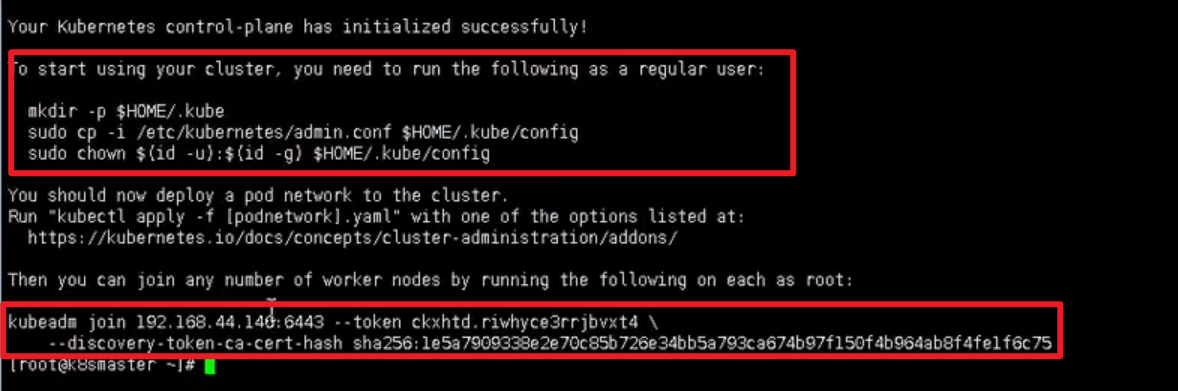 Your Kubernetes control-plane has initialized successfully!
To start using your cluster, you need to run the following as a regular user:
mkdir -p $HOME/.kube
sudo cp -i /etc/kubernetes/admin.conf $HOME/.kube/config
sudo chown $(id -u):$(id -g) $HOME/.kube/config
You should now deploy a pod network to the cluster.
Run "kubectl apply -f [podnetwork].yaml" with one of the options listed at:
https://kubernetes.io/docs/concepts/cluster-administration/addons/
Then you can join any number of worker nodes by running the following on each as root:
kubeadm join 192.168.44.146:6443 --token ckxhtd.riwhyce3rrjbvxt4 \
--discovery-token-ca-cert-hash sha256:1e5a7909338e2e70c85b726e34bb5a793ca674b97f150f4b964ab8f4fe1f6c75
[root@k8smaster ~]#